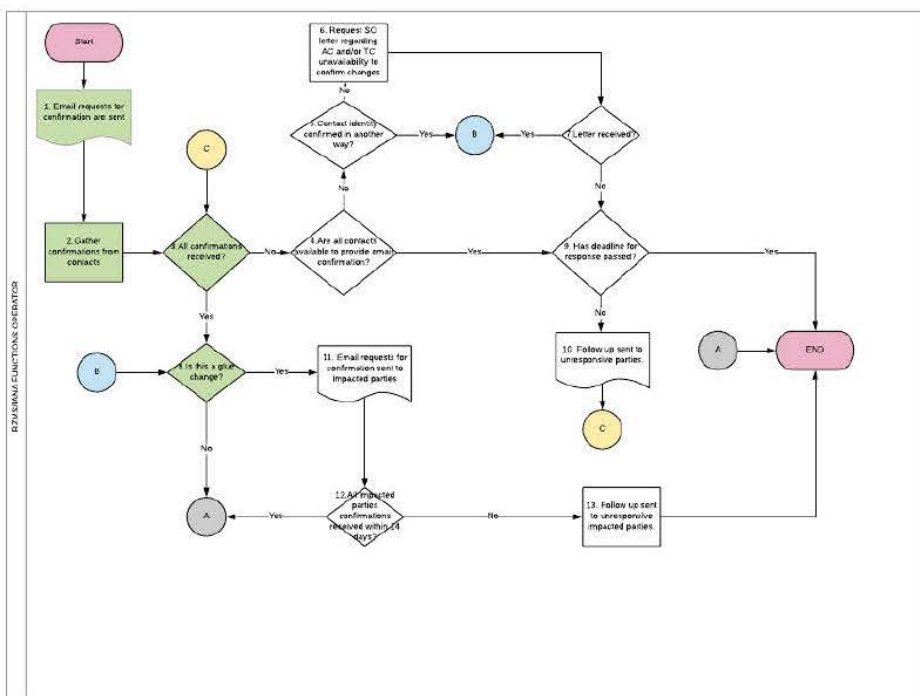 Start
1. Email requests for
confirmation are sent
2. Gather
confirmations from
contacts
C
3. All confirmations
received?
No
Yes
4. Are all contacts
available to provide email
confirmation?
No
Yes
5. Contact identity
confirmed in another
way?
No
Yes
6. Request SO
letter regarding
AC and/or TC
unavailability to
confirm changes
B
7. Letter received?
Yes
No
9. Has deadline for
response passed?
Yes
No
10. Follow up sent to
unresponsive parties.
C
A
END
B
8. Is this a glue
change?
Yes
No
11. Email requests for
confirmation sent to
impacted parties
12. All impacted
parties
confirmations
received within 14
days?
Yes
No
A
13. Follow up sent
to unresponsive
impacted parties.
RZMS/IANA FUNCTIONS OPERATOR